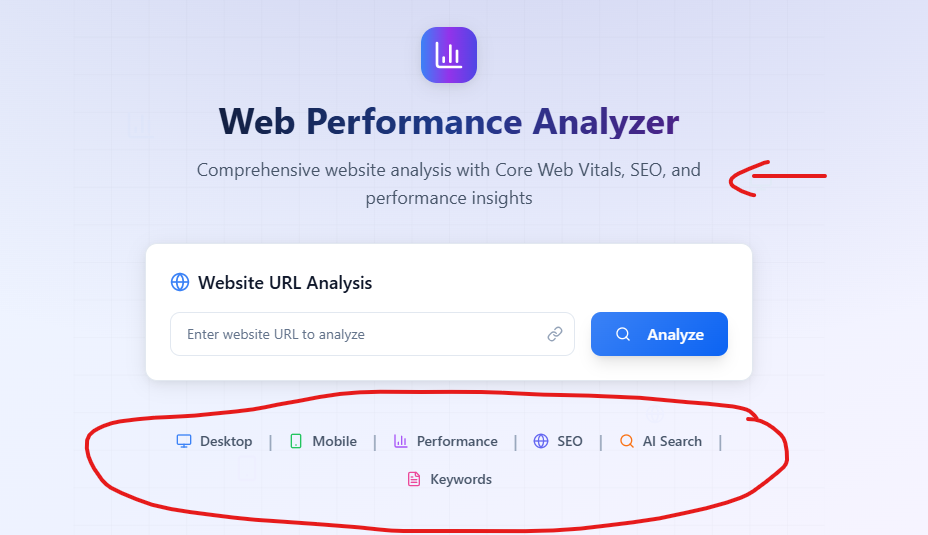 Web Performance Analyzer
Comprehensive website analysis with Core Web Vitals, SEO, and
performance insights
Website URL Analysis
Enter website URL to analyze
Analyze
Desktop | Mobile | Performance | SEO | AI Search |
Keywords